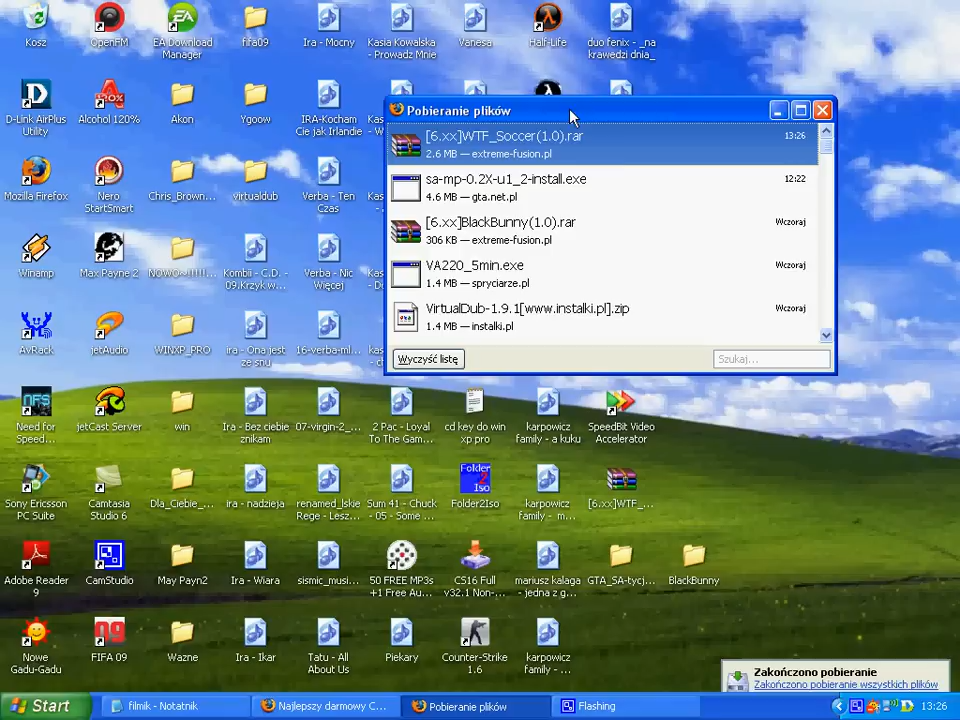 Kosz
OpenFM
EA Download
Manager
fifa09
Ira - Mocny
Kasia Kowalska
- Prowadz Mnie
Vanesa
Half-Life
duo fenix - _na
krawedzi dnia_
D-Link AirPlus
Utility
Alcohol 120%
Akon
Ygoow
IRA-Kocham
Cie jak Irlandie
Mozilla Firefox
Nero
StartSmart
Chris_Brown...
virtualdub
Verba - Ten
Czas
Winamp
Max Payne 2
NOWO~!!!!!...
Kombii - C.D. -
09.Krzyk w...
Verba - Nic
Więcej
AvRack
jetAudio
WINXP_PRO
ira - Ona jest
ze snu
16-verba-ml...
Pobieranie plików
[6.xx]WTF_Soccer(1.0).rar
13:26
2.6 MB — extreme-fusion.pl
sa-mp-0.2X-u1_2-install.exe
12:22
4.6 MB — gta.net.pl
[6.xx]BlackBunny(1.0).rar
Wczoraj
306 KB — extreme-fusion.pl
VA220_5min.exe
Wczoraj
1.4 MB — spryciarze.pl
VirtualDub-1.9.1[www.instalki.pl].zip
Wczoraj
1.4 MB — instalki.pl
Wyczyść listę
Szukaj...
Need for
Speed...
jetCast Server
win
Ira - Bez ciebie
znikam
07-virgin-2_...
2 Pac - Loyal
To The Gam...
cd key do win
xp pro
karpowicz
family - a kuku
SpeedBit Video
Accelerator
Sony Ericsson
PC Suite
Camtasia
Studio 6
Dla_Ciebie_...
ira - nadzieja
renamed_Iskie
Rege - Lesz...
Sum 41 - Chuck
- 05 - Some ...
Folder
2
Iso
Folder2Iso
karpowicz
family - m...
[6.xx]WTF_...
Adobe Reader
9
CamStudio
May Payn2
Ira - Wiara
sismic_musi...
50 FREE MP3s
+1 Free Au...
CS16 Full
v32.1 Non-...
mariusz kalaga
- jedna z g...
GTA_SA-tycj...
BlackBunny
Nowe
Gadu-Gadu
FIFA 09
Wazne
Ira - Ikar
Tatu - All
About Us
Piekary
Counter-Strike
1.6
karpowicz
family - ...
Zakończono pobieranie
Zakończono pobieranie wszystkich plików
Start
filmik - Notatnik
Najlepszy darmowy C...
Pobieranie plików
Flashing
13:26